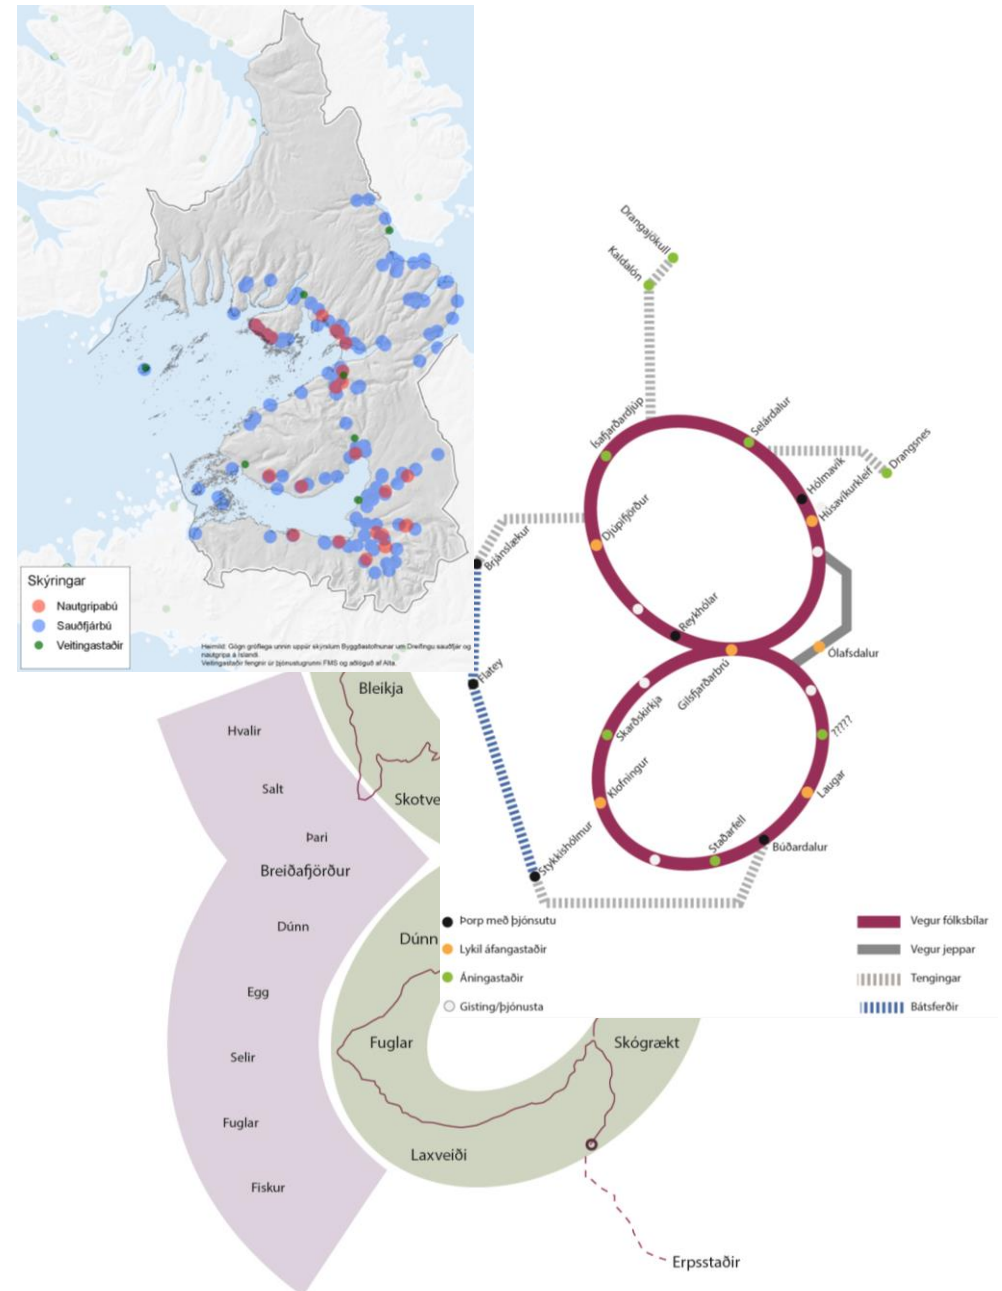 Skýringar
Nautgripabú
Sauðfjárbú
Veitingastaðir
Heimild: Gögn gróflega unnin uppúr skýrslum Byggðastofnunar um Dreifingu sauðfjár og
nautgripa á Íslandi.
Veitingastaðir fengnir úr þjónustugrunni FMS og aðlöguð af Alta.
Drangajökull
Kaldalón
Ísafjarðardjúp
Selárdalur
Drangsnes
Hólmavík
Húsavíkurkleif
Djúpifjörður
Brjánslækur
Reykhólar
Ólafsdalur
Gilsfjarðarbrú
Flatey
Skarðskirkja
?????
Klofningur
Laugar
Staðarfell
Búðardalur
Stykkishólmur
Þorp með þjónsutu
Lykil áfangastaðir
Áningastaðir
Gisting/þjónusta
Vegur fólksbílar
Vegur jeppar
Tengingar
Bátsferðir
Bleikja
Skotve
Hvalir
Salt
Þari
Breiðafjörður
Dúnn
Egg
Selir
Fuglar
Fiskur
Dúnn
Fuglar
Skógrækt
Laxveiði
Erpsstaðir